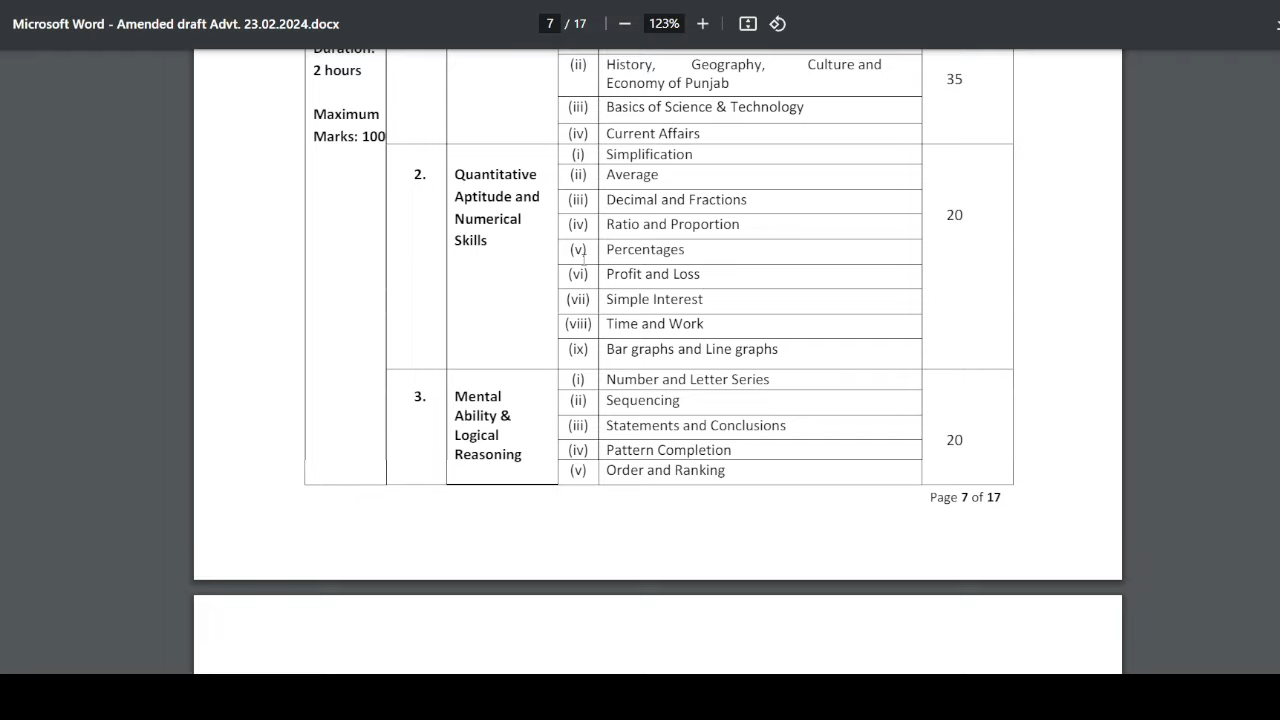 Microsoft Word - Amended draft Advt. 23.02.2024.docx
7 / 17
123%
Duration:
2 hours
Maximum
Marks: 100
(ii) History, Geography, Culture and
Economy of Punjab
35
(iii) Basics of Science & Technology
(iv) Current Affairs
2. Quantitative
Aptitude and
Numerical
Skills
(i) Simplification
(ii) Average
(iii) Decimal and Fractions
(iv) Ratio and Proportion
(v) Percentages
(vi) Profit and Loss
(vii) Simple Interest
(viii) Time and Work
(ix) Bar graphs and Line graphs
20
3. Mental
Ability &
Logical
Reasoning
(i) Number and Letter Series
(ii) Sequencing
(iii) Statements and Conclusions
(iv) Pattern Completion
(v) Order and Ranking
20
Page 7 of 17